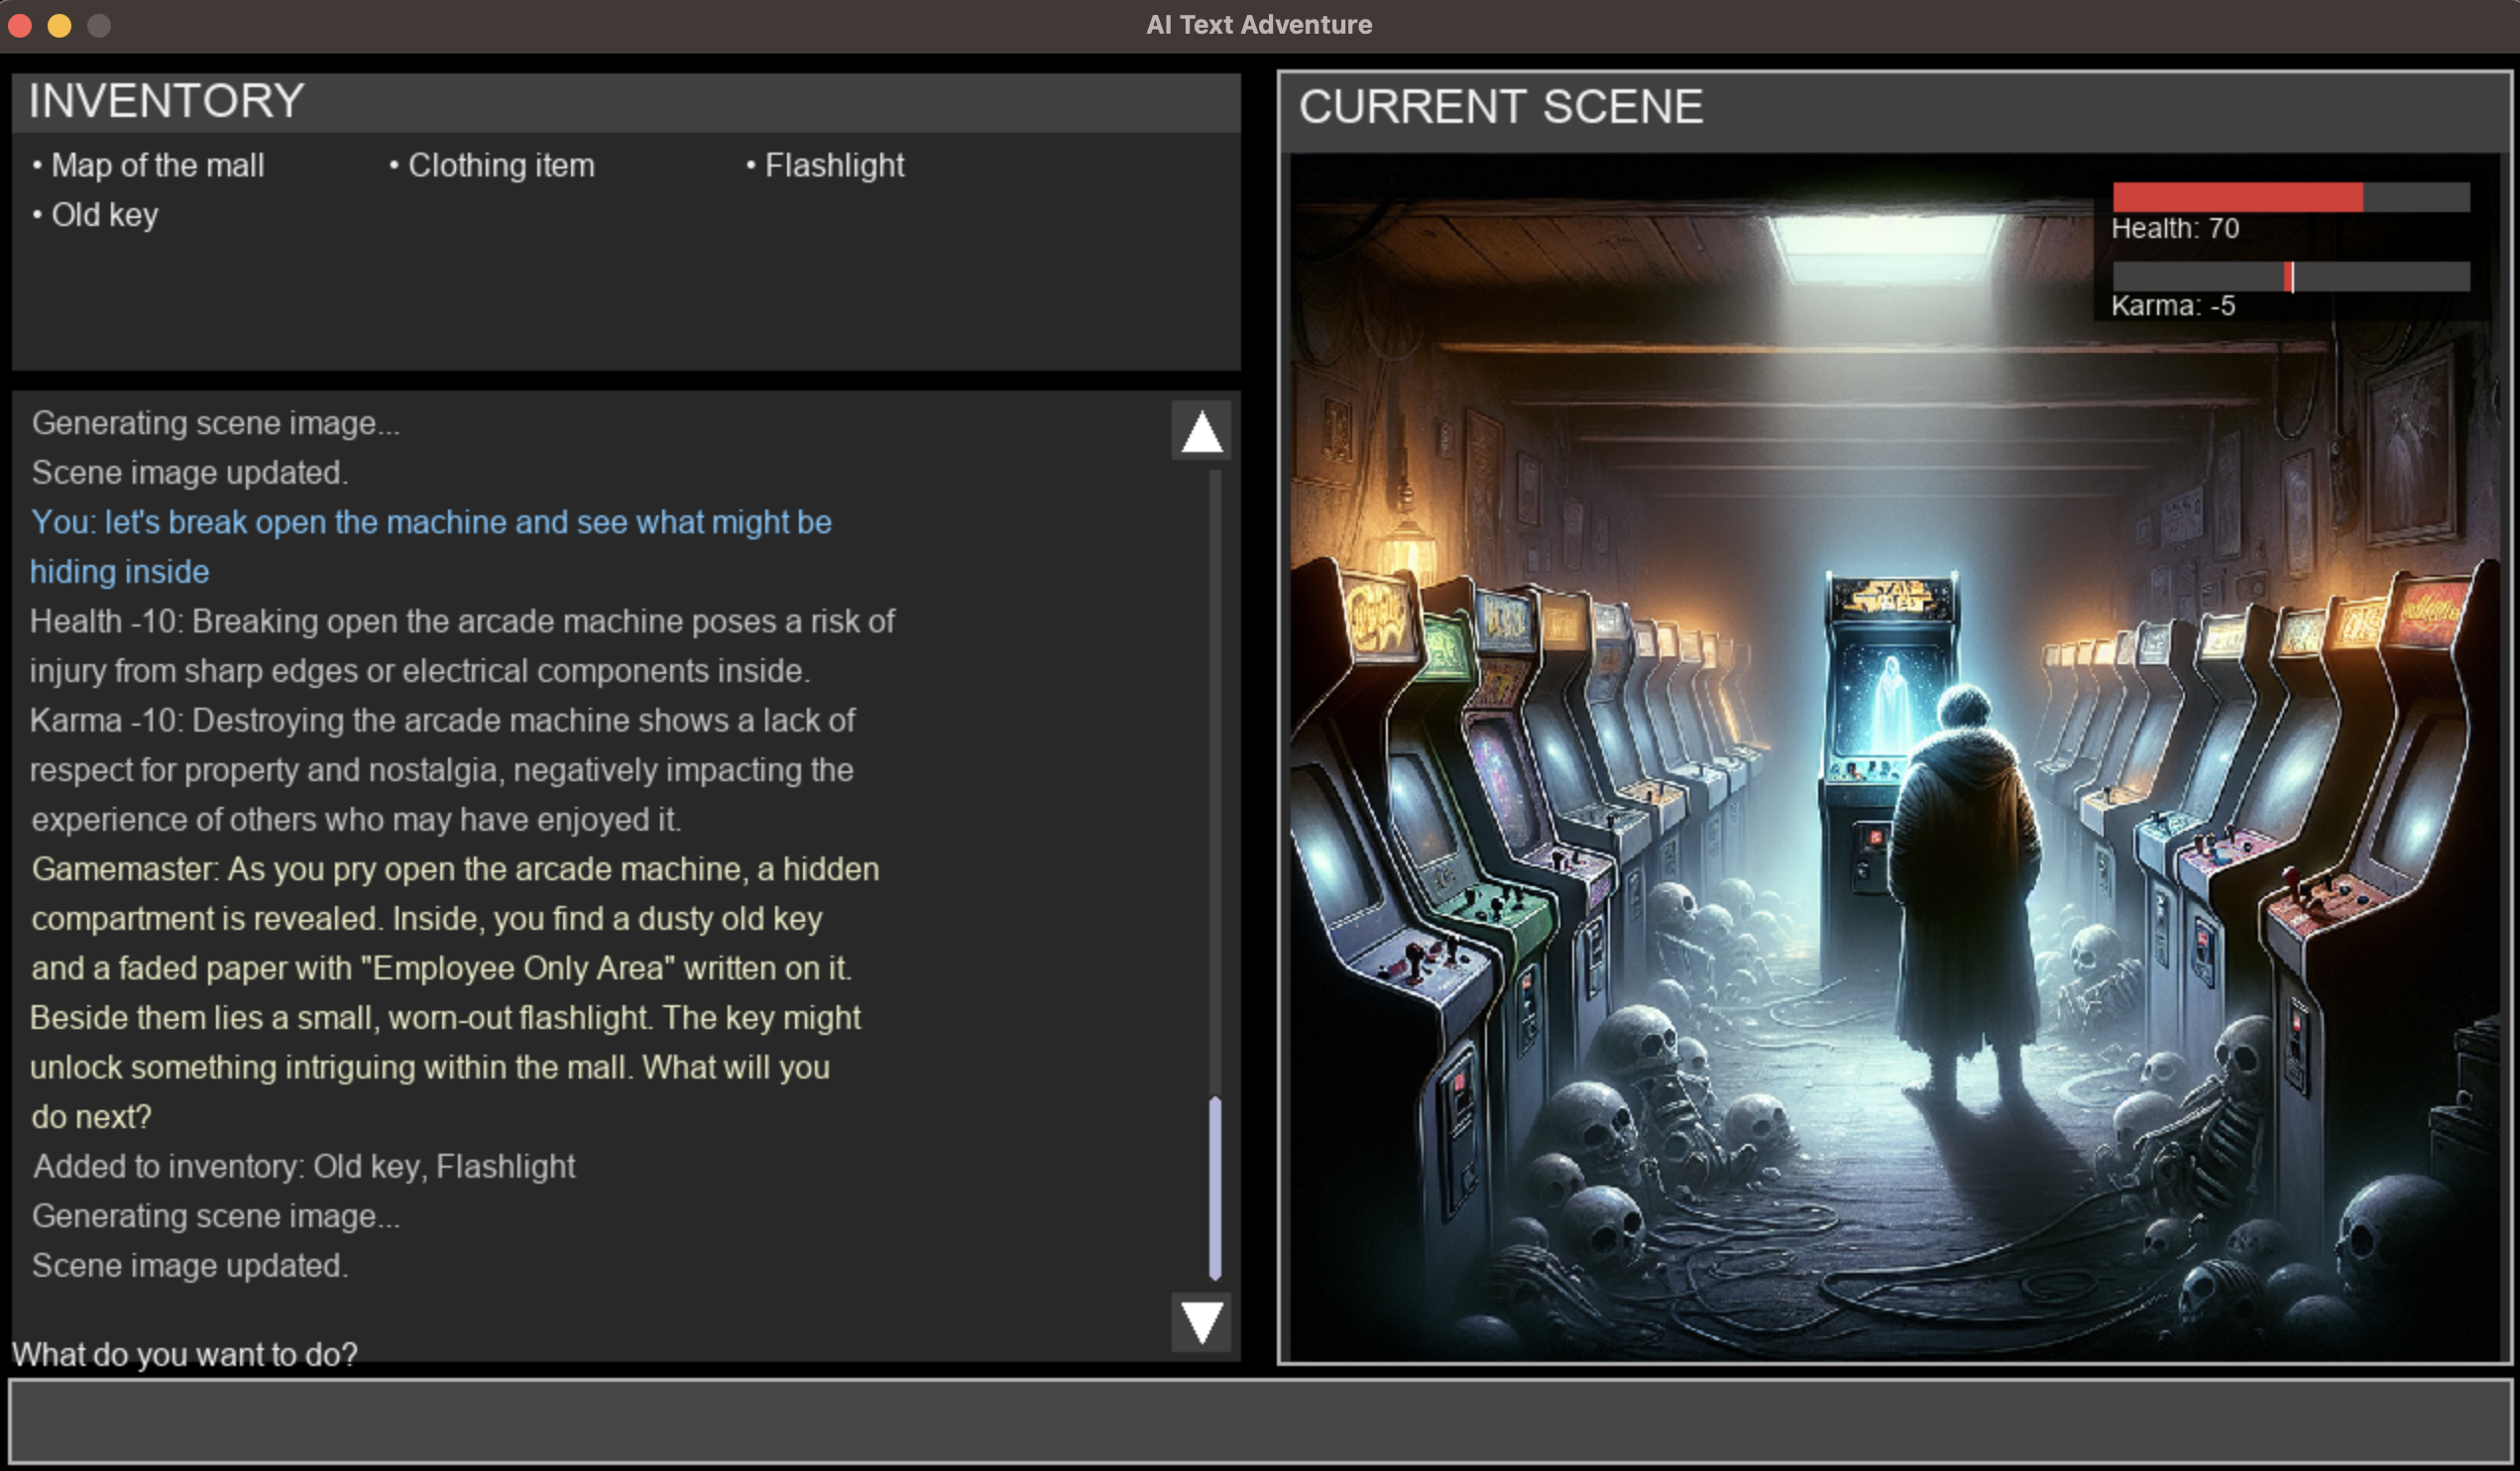 AI Text Adventure
INVENTORY
• Map of the mall • Clothing item • Flashlight
• Old key
Generating scene image...
Scene image updated.
You: let's break open the machine and see what might be
hiding inside
Health -10: Breaking open the arcade machine poses a risk of
injury from sharp edges or electrical components inside.
Karma -10: Destroying the arcade machine shows a lack of
respect for property and nostalgia, negatively impacting the
experience of others who may have enjoyed it.
Gamemaster: As you pry open the arcade machine, a hidden
compartment is revealed. Inside, you find a dusty old key
and a faded paper with "Employee Only Area" written on it.
Beside them lies a small, worn-out flashlight. The key might
unlock something intriguing within the mall. What will you
do next?
Added to inventory: Old key, Flashlight
Generating scene image...
Scene image updated.
What do you want to do?
CURRENT SCENE
Health: 70
Karma: -5